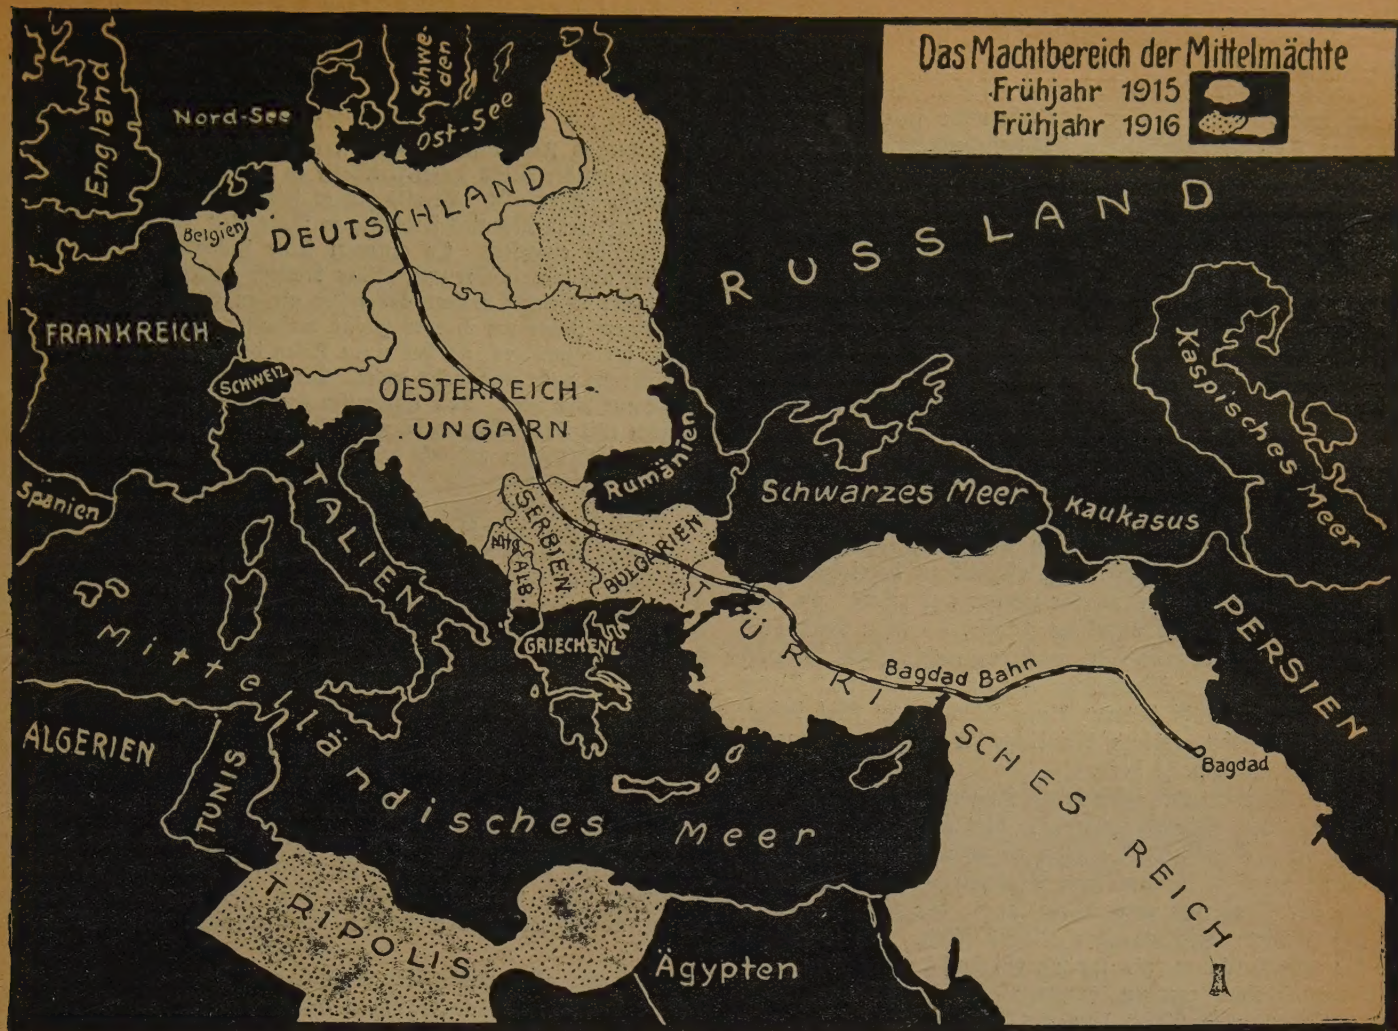 Das Machtbereich der Mittelmächte
Frühjahr 1915
Frühjahr 1916
England
Nord-See
Schwe-
den
Ost-See
Belgien
DEUTSCHLAND
RUSSLAND
FRANKREICH
SCHWEIZ
OESTERREICH-
UNGARN
Rumänien
Kaspisches Meer
Spanien
ITALIEN
SERBIEN
ALB.
BULGARIEN
Schwarzes Meer
Kaukasus
PERSIEN
GRIECHENL
Mittelländisches Meer
TÜRKISCHES REICH
Bagdad Bahn
Bagdad
ALGERIEN
TUNIS
TRIPOLIS
Ägypten